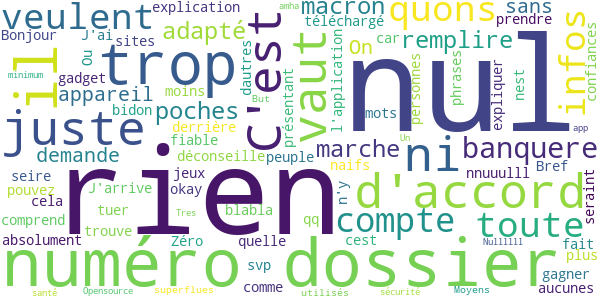 explication macron quons sans
veulent adapté téléchargé prendre
Bonjour J'ai sites On car remplire
il trop Ou C'est vaut nul infos
gadget dautres l'application personnes phrases expliquer nest confiances
appareil moins présentant mots app
juste bidon poches marche ni banquere
derrière fiable
demande déconseille peuple naïfs Bref nnuuulll
seire jeux
pouvez J'arrive okay rien n'y d'accord seraint
cela tuer
comprend blabla qq compte toute
absolument trouve Zéro quelle cest Nullllll fait plus
numéro dossier
svp gagner
comme aucunes
santé Opensource superflues utilisés sécurité Moyens
minimum amha But Un Tres